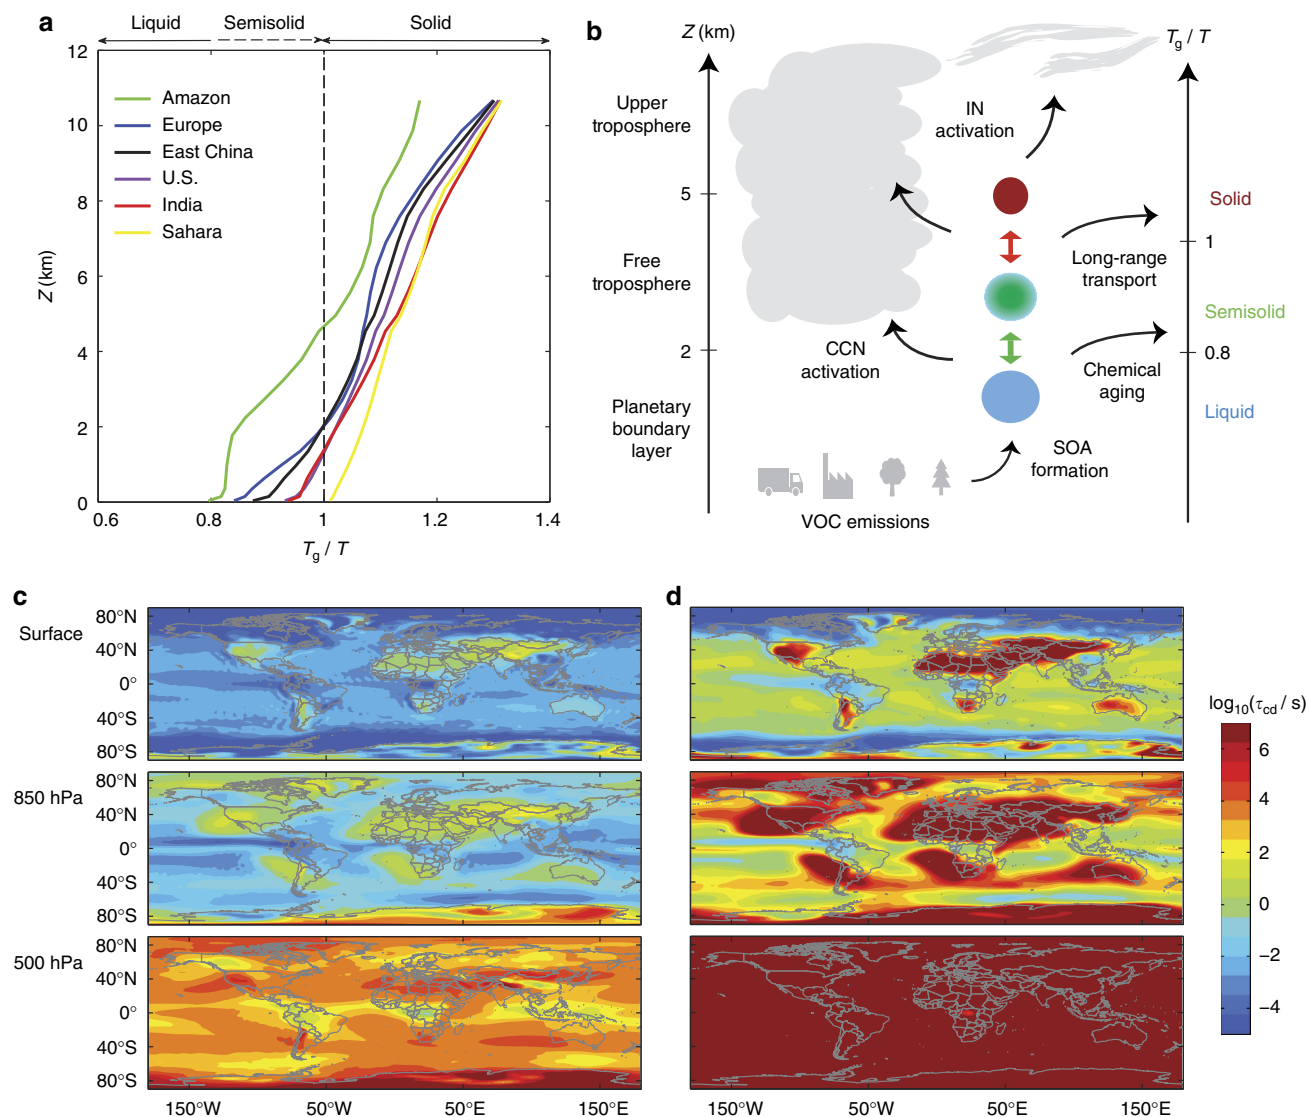 a
Liquid
Semisolid
Solid
12
10
8
6
4
2
0
Z (km)
Amazon
Europe
East China
U.S.
India
Sahara
0.6
0.8
1
1.2
1.4
Tg / T
b
Z (km)
Tg / T
Upper
troposphere
5
Free
troposphere
2
Planetary
boundary
layer
IN
activation
Long-range
transport
CCN
activation
Chemical
aging
SOA
formation
VOC emissions
Solid
1
Semisolid
0.8
Liquid
c
Surface
80°N
40°N
0°
40°S
80°S
850 hPa
80°N
40°N
0°
40°S
80°S
500 hPa
80°N
40°N
0°
40°S
80°S
150°W
50°W
50°E
150°E
d
150°W
50°W
50°E
150°E
log10(τcd / s)
6
4
2
0
−2
−4